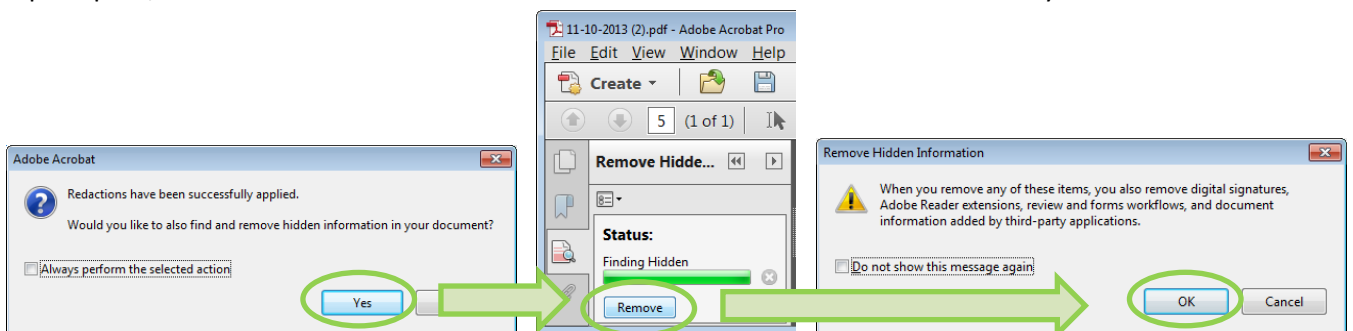 Adobe Acrobat
Redactions have been successfully applied.
Would you like to also find and remove hidden information in your document?
Always perform the selected action
Yes
11-10-2013 (2).pdf - Adobe Acrobat Pro
File Edit View Window Help
Create
5 (1 of 1)
Remove Hidde...
Status:
Finding Hidden
Remove
Remove Hidden Information
When you remove any of these items, you also remove digital signatures,
Adobe Reader extensions, review and forms workflows, and document
information added by third-party applications.
Do not show this message again
OK Cancel